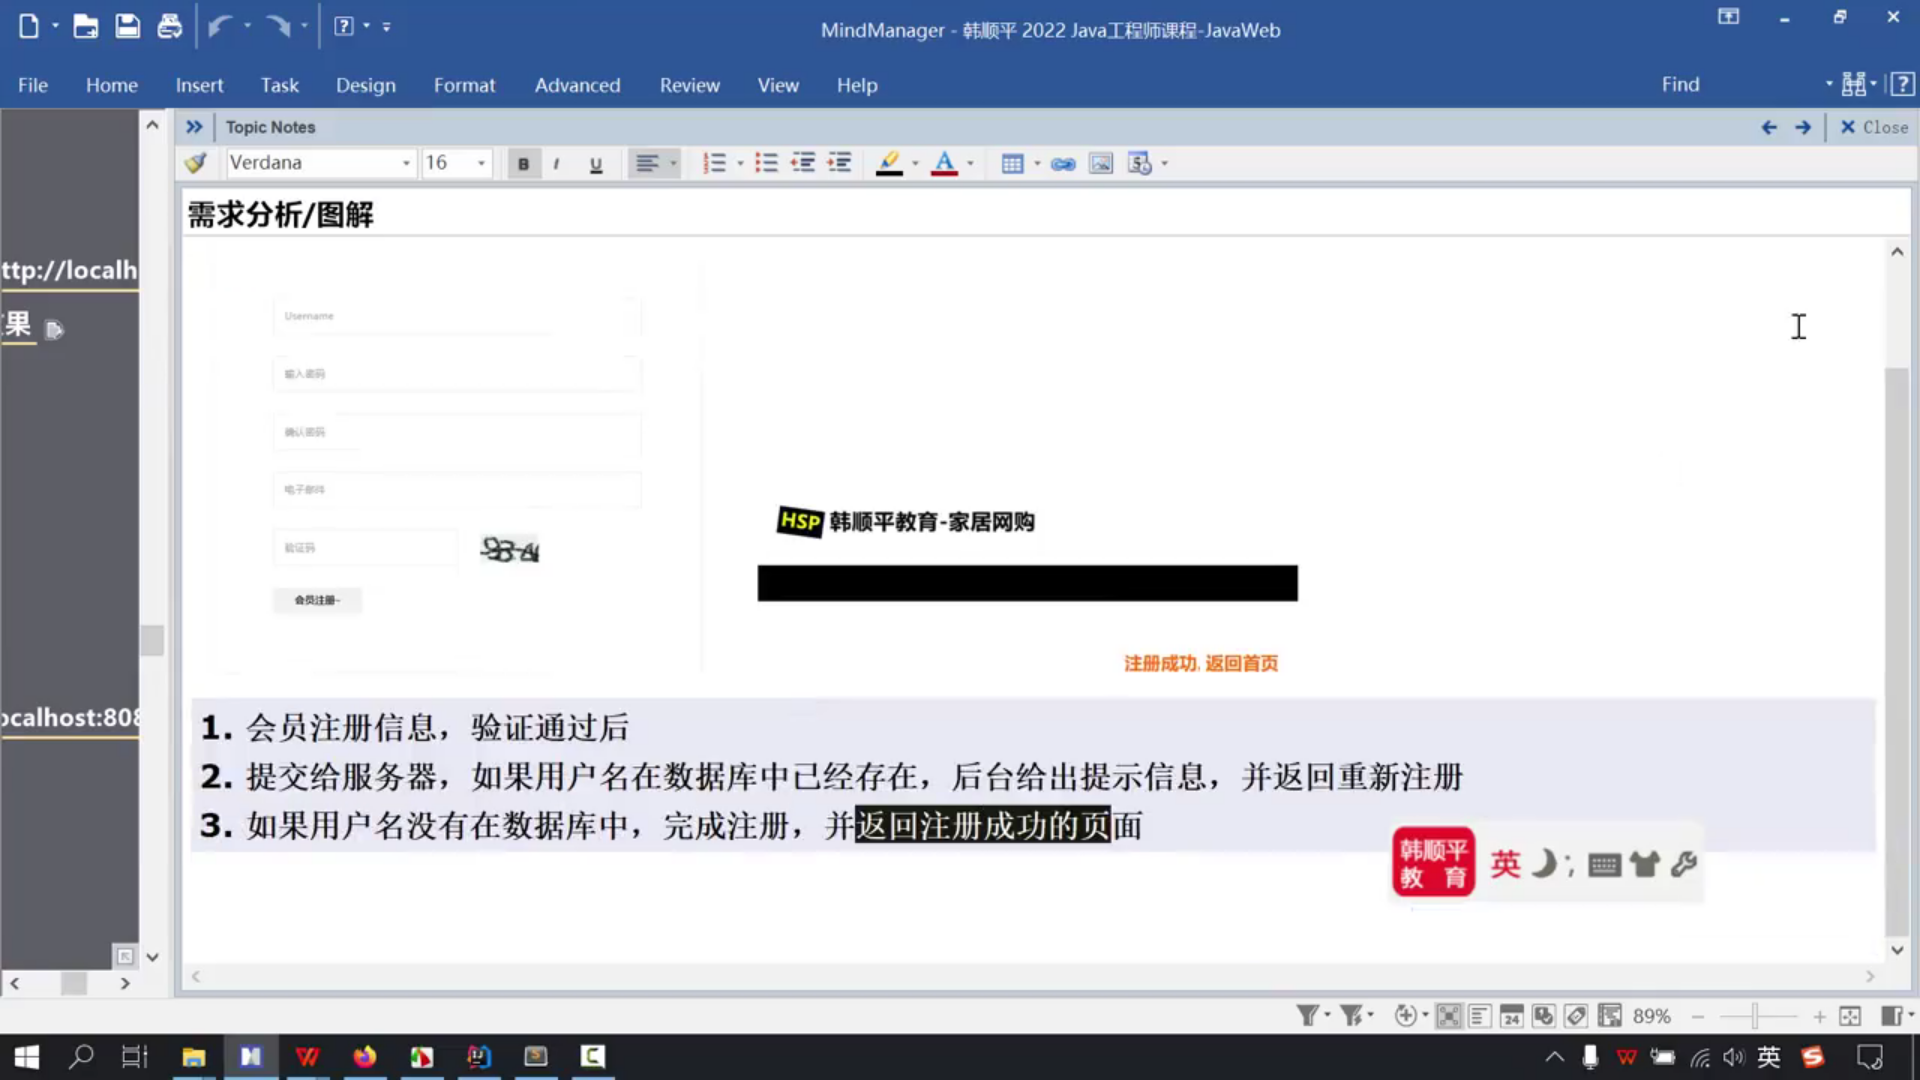 MindManager - 韩顺平 2022 Java工程师课程-JavaWeb
File Home Insert Task Design Format Advanced Review View Help Find
Topic Notes
Close
Verdana 16 B I U
需求分析/图解
ttp://localh
果
ocalhost:808
Username
输入密码
确认密码
电子邮件
验证码
会员注册~
HSP 韩顺平教育-家居网购
注册成功, 返回首页
1. 会员注册信息，验证通过后
2. 提交给服务器，如果用户名在数据库中已经存在，后台给出提示信息，并返回重新注册
3. 如果用户名没有在数据库中，完成注册，并返回注册成功的页面
韩顺平
教 育
英
24
89%
英